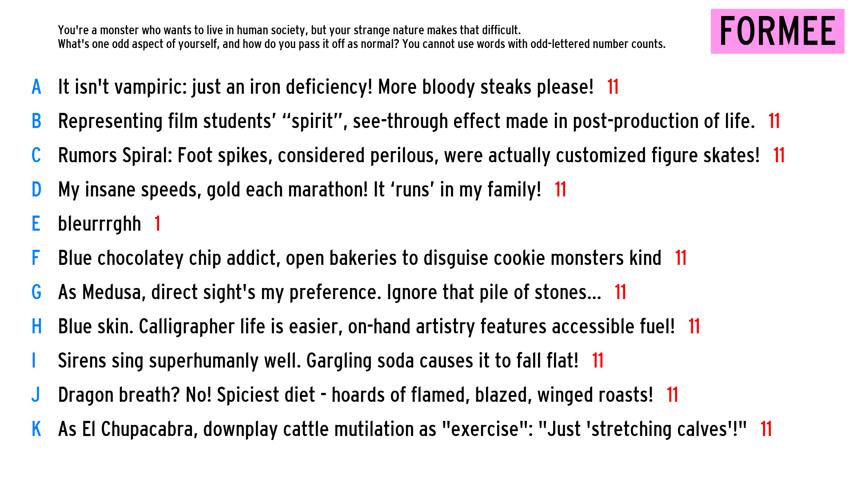 You're a monster who wants to live in human society, but your strange nature makes that difficult.
What's one odd aspect of yourself, and how do you pass it off as normal? You cannot use words with odd-lettered number counts.
FORMEE
A It isn't vampiric: just an iron deficiency! More bloody steaks please! 11
B Representing film students’ “spirit”, see-through effect made in post-production of life. 11
C Rumors Spiral: Foot spikes, considered perilous, were actually customized figure skates! 11
D My insane speeds, gold each marathon! It ‘runs’ in my family! 11
E bleurrrghh 1
F Blue chocolatey chip addict, open bakeries to disguise cookie monsters kind 11
G As Medusa, direct sight's my preference. Ignore that pile of stones... 11
H Blue skin. Calligrapher life is easier, on-hand artistry features accessible fuel! 11
I Sirens sing superhumanly well. Gargling soda causes it to fall flat! 11
J Dragon breath? No! Spiciest diet - hoards of flamed, blazed, winged roasts! 11
K As El Chupacabra, downplay cattle mutilation as "exercise": "Just 'stretching calves'!" 11